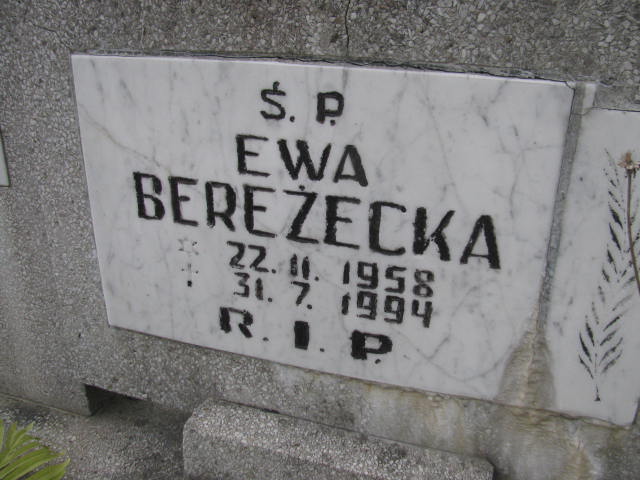 Ś. P.
EWA
BEREŻECKA
* 22. 11. 1958
† 31. 7. 1994
R. I. P.